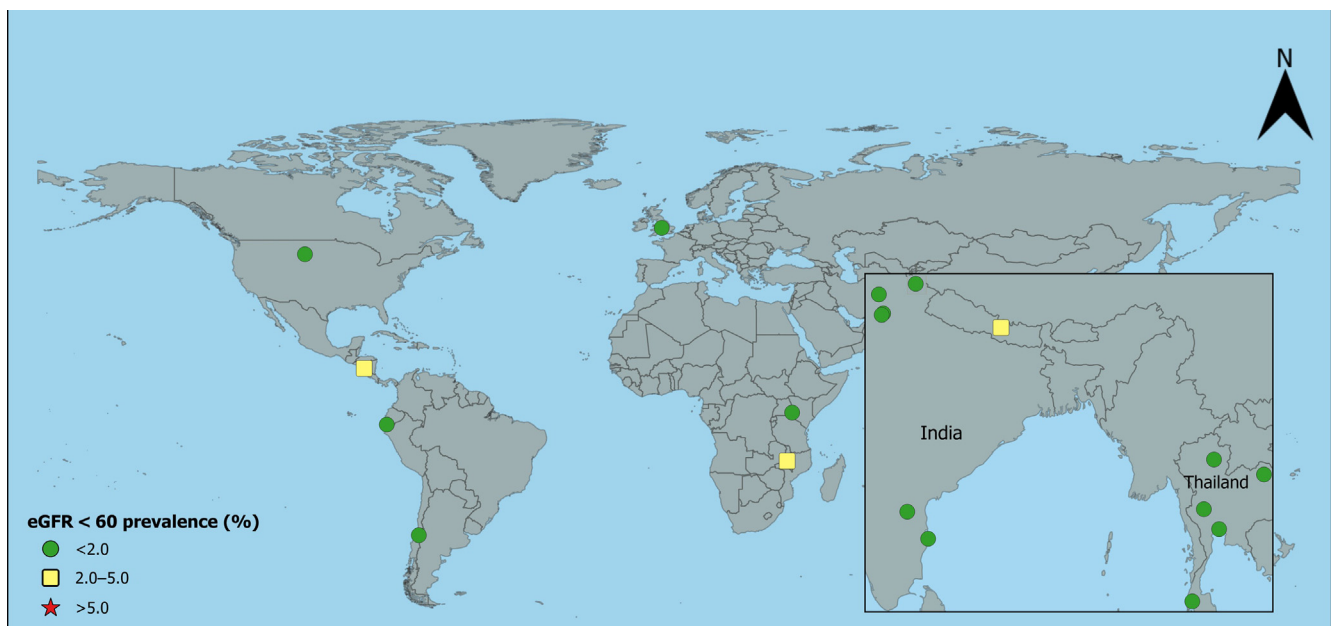 N
India
Thailand
eGFR < 60 prevalence (%)
<2.0
2.0–5.0
>5.0